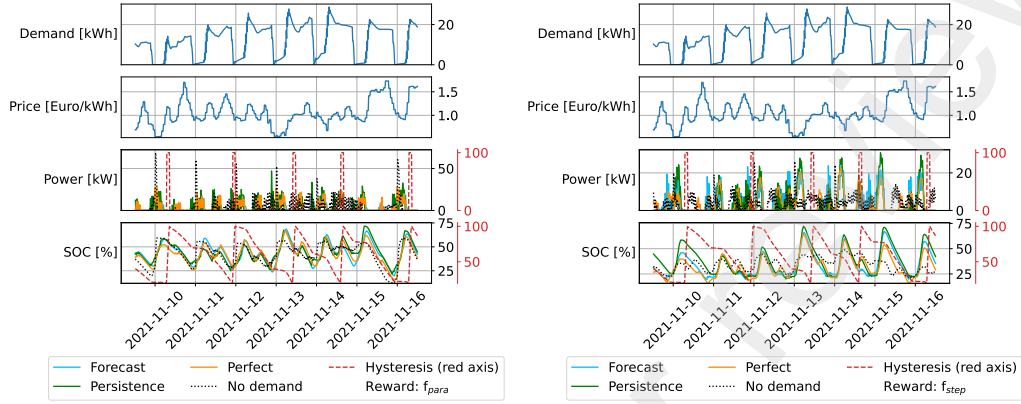 Demand [kWh]
20
0
Price [Euro/kWh]
1.5
1.0
Power [kW]
50
0
100
0
SOC [%]
75
50
25
100
50
2021-11-10
2021-11-11
2021-11-12
2021-11-13
2021-11-14
2021-11-15
2021-11-16
Forecast
Perfect
Hysteresis (red axis)
Persistence
No demand
Reward: f_para
Demand [kWh]
20
0
Price [Euro/kWh]
1.5
1.0
Power [kW]
20
0
100
0
SOC [%]
75
50
25
100
50
2021-11-10
2021-11-11
2021-11-12
2021-11-13
2021-11-14
2021-11-15
2021-11-16
Forecast
Perfect
Hysteresis (red axis)
Persistence
No demand
Reward: f_step